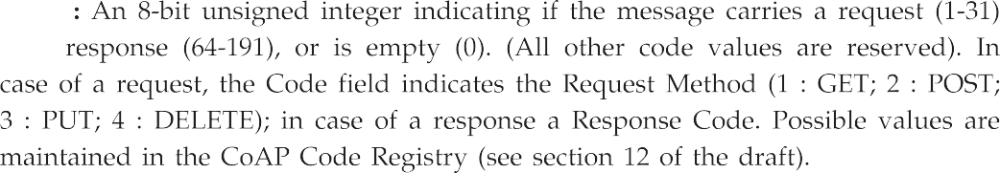 : An 8-bit unsigned integer indicating if the message carries a request (1-31)
response (64-191), or is empty (0). (All other code values are reserved). In
case of a request, the Code field indicates the Request Method (1 : GET; 2 : POST;
3 : PUT; 4 : DELETE); in case of a response a Response Code. Possible values are
maintained in the CoAP Code Registry (see section 12 of the draft).